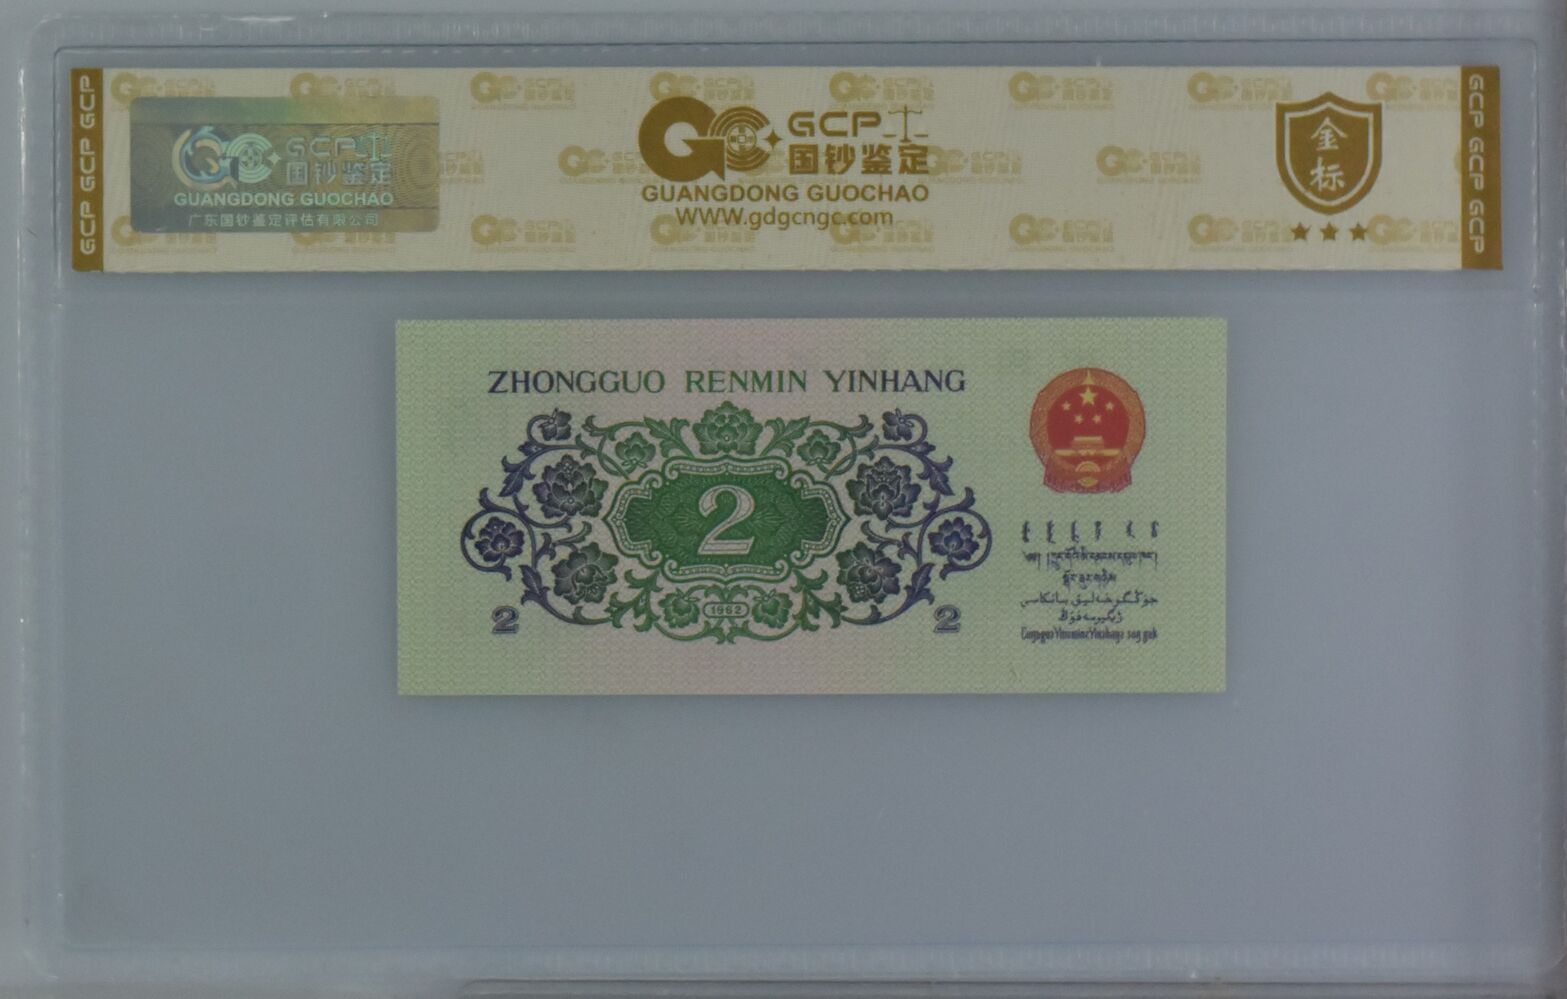 GCP GCP GCP
GCP
国钞鉴定
GUANGDONG GUOCHAO
广东国钞鉴定评估有限公司
GCP
国钞鉴定
GUANGDONG GUOCHAO
WWW.gdgcngc.com
金
标
GCP GCP GCP
ZHONGGUO RENMIN YINHANG
2
1962
2 2